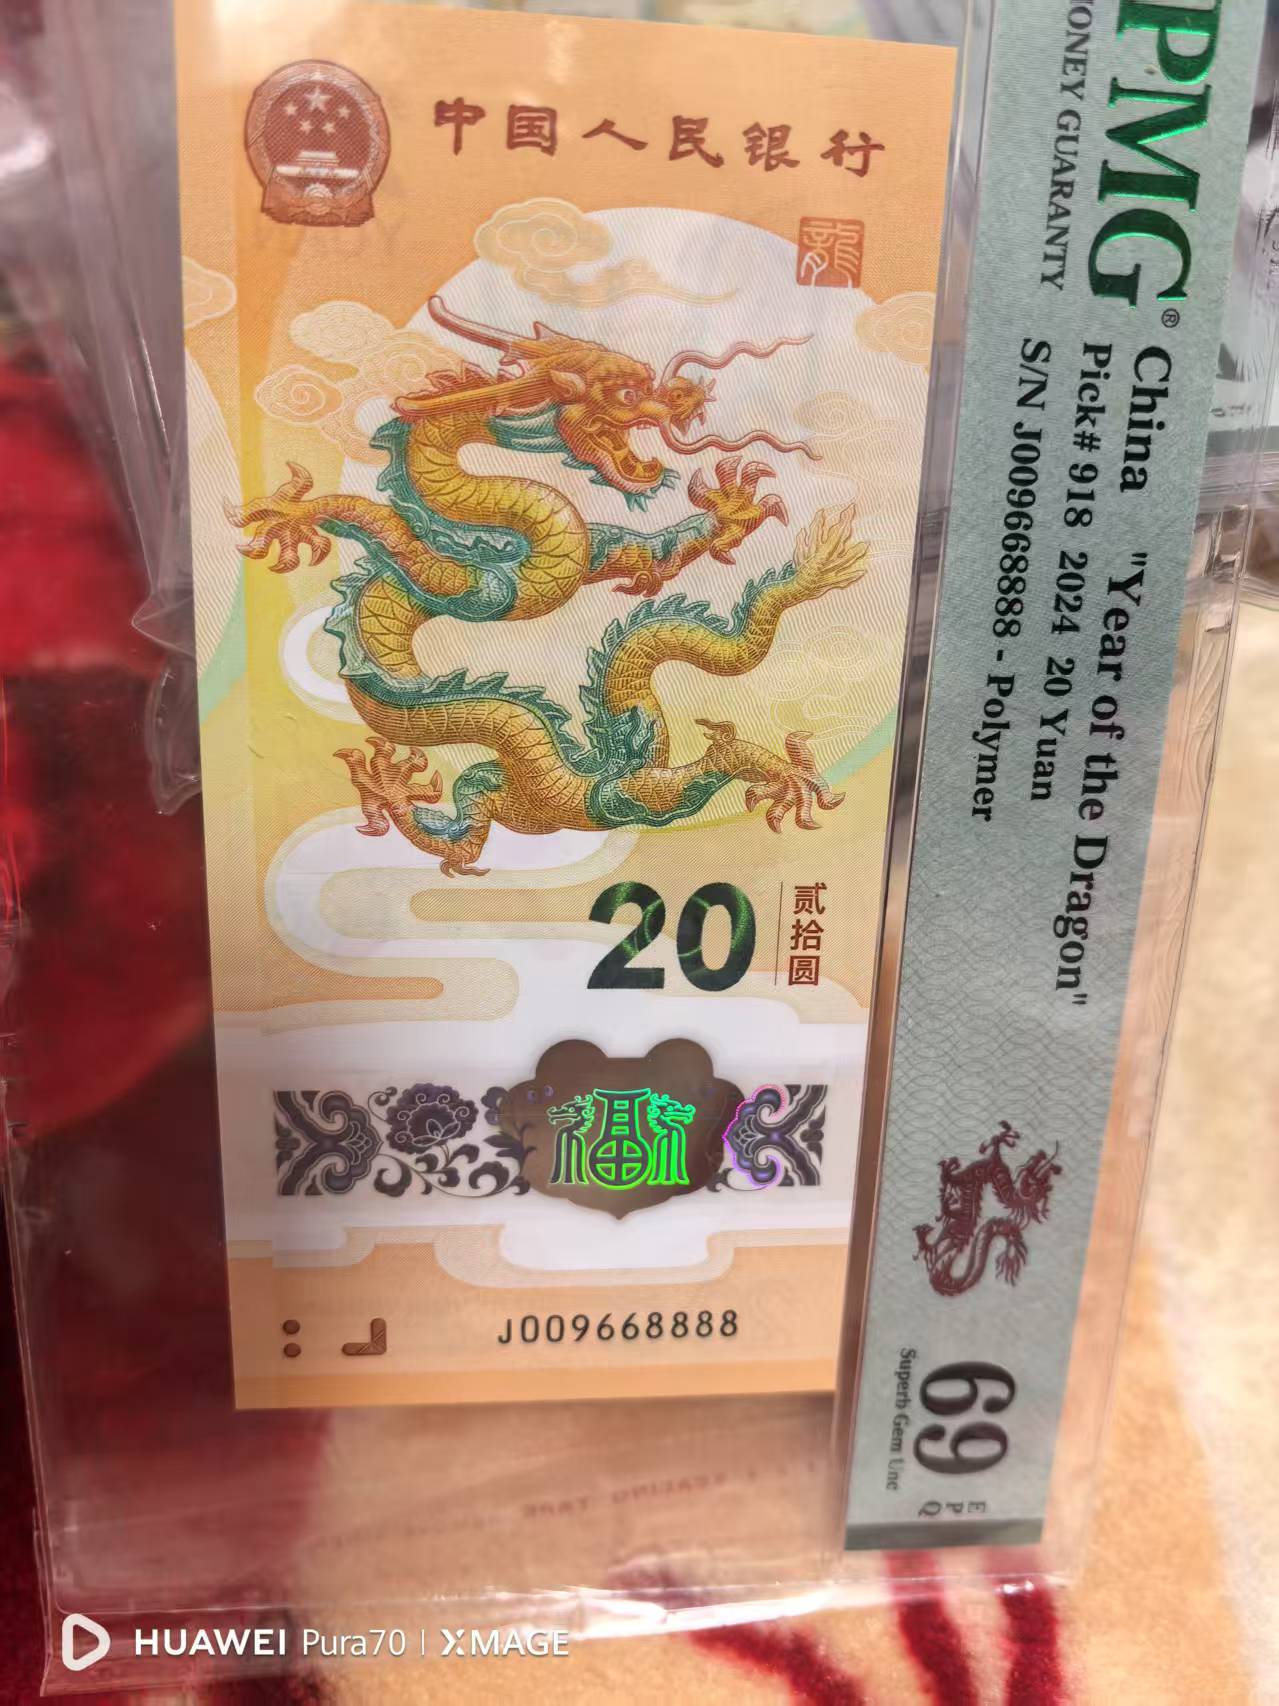 中国人民银行
龍
20
贰拾圆
福
J009668888
PMG®
MONEY GUARANTY
China "Year of the Dragon"
Pick# 918 2024 20 Yuan
S/N J009668888 - Polymer
69
EPQ
Superb Gem Unc
HUAWEI Pura70 | XMAGE